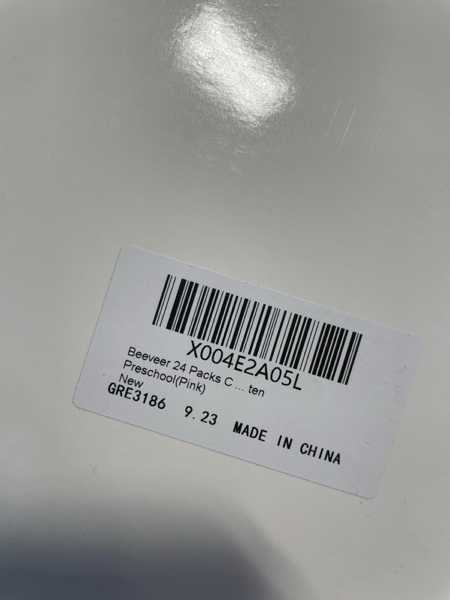 X004E2A05L
Beeveer 24 Packs C ... ten
Preschool(Pink)
New
GRE3186 9.23 MADE IN CHINA